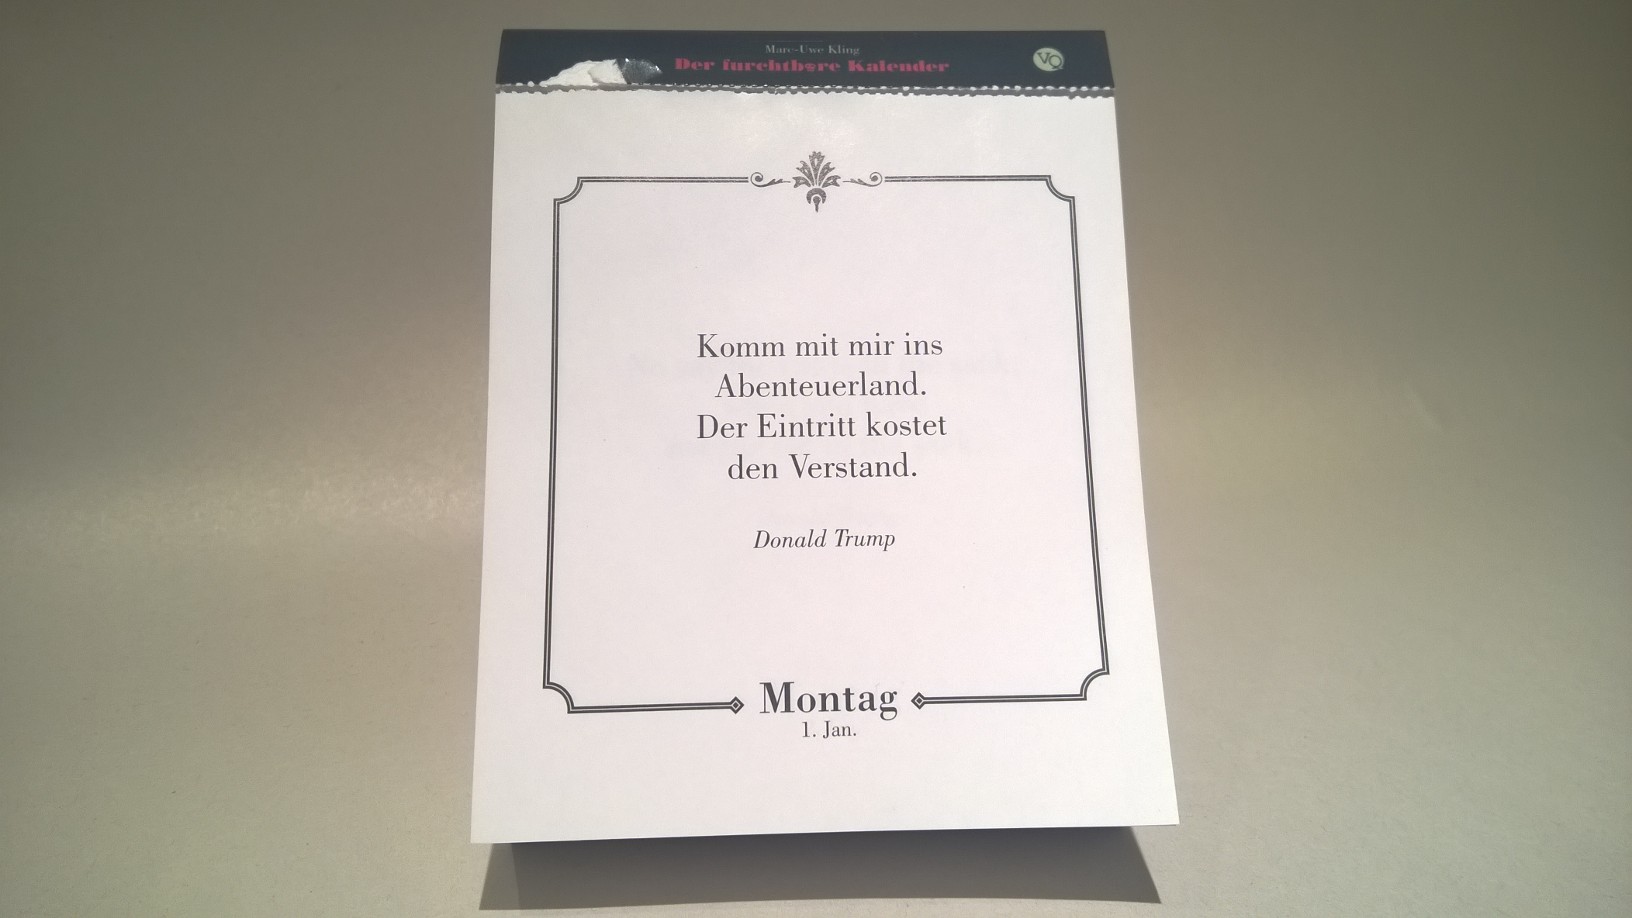 Marc-Uwe Kling
Der furchtbare Kalender
VQ
Komm mit mir ins
Abenteuerland.
Der Eintritt kostet
den Verstand.
Donald Trump
Montag
1. Jan.